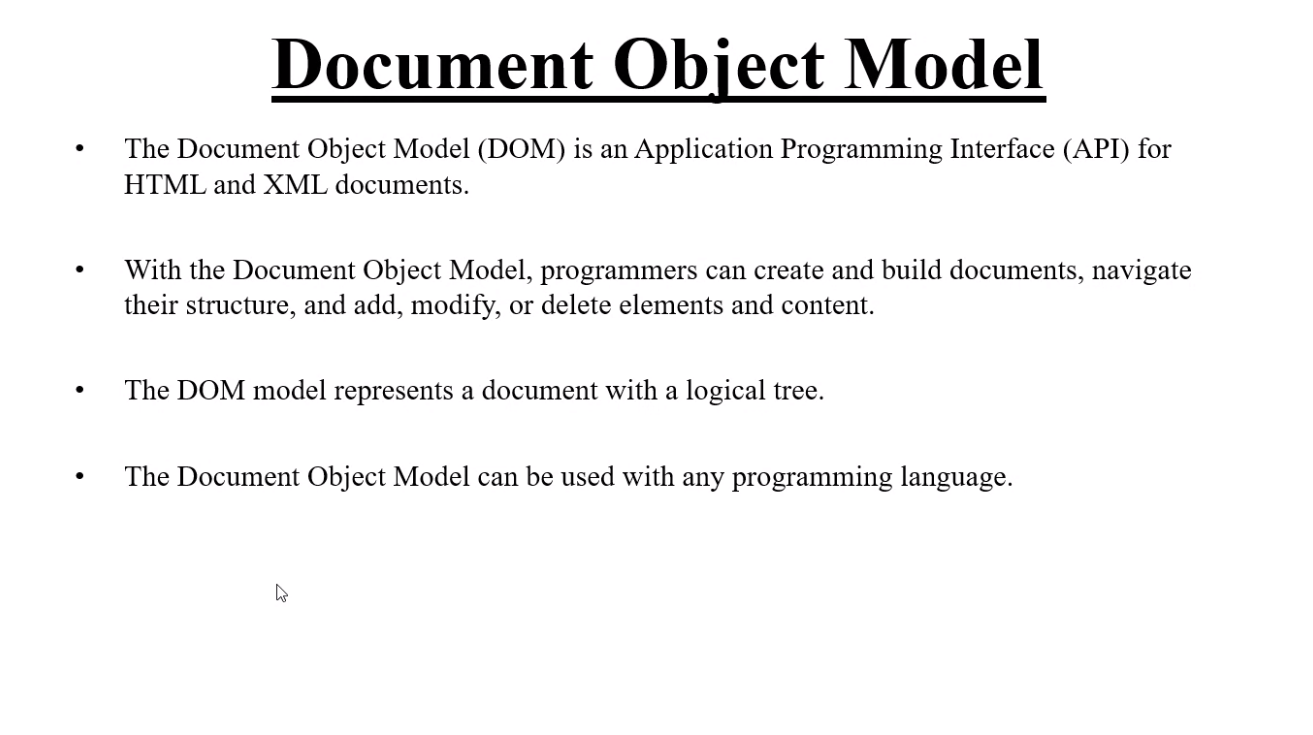 Document Object Model
• The Document Object Model (DOM) is an Application Programming Interface (API) for
HTML and XML documents.
• With the Document Object Model, programmers can create and build documents, navigate
their structure, and add, modify, or delete elements and content.
• The DOM model represents a document with a logical tree.
• The Document Object Model can be used with any programming language.